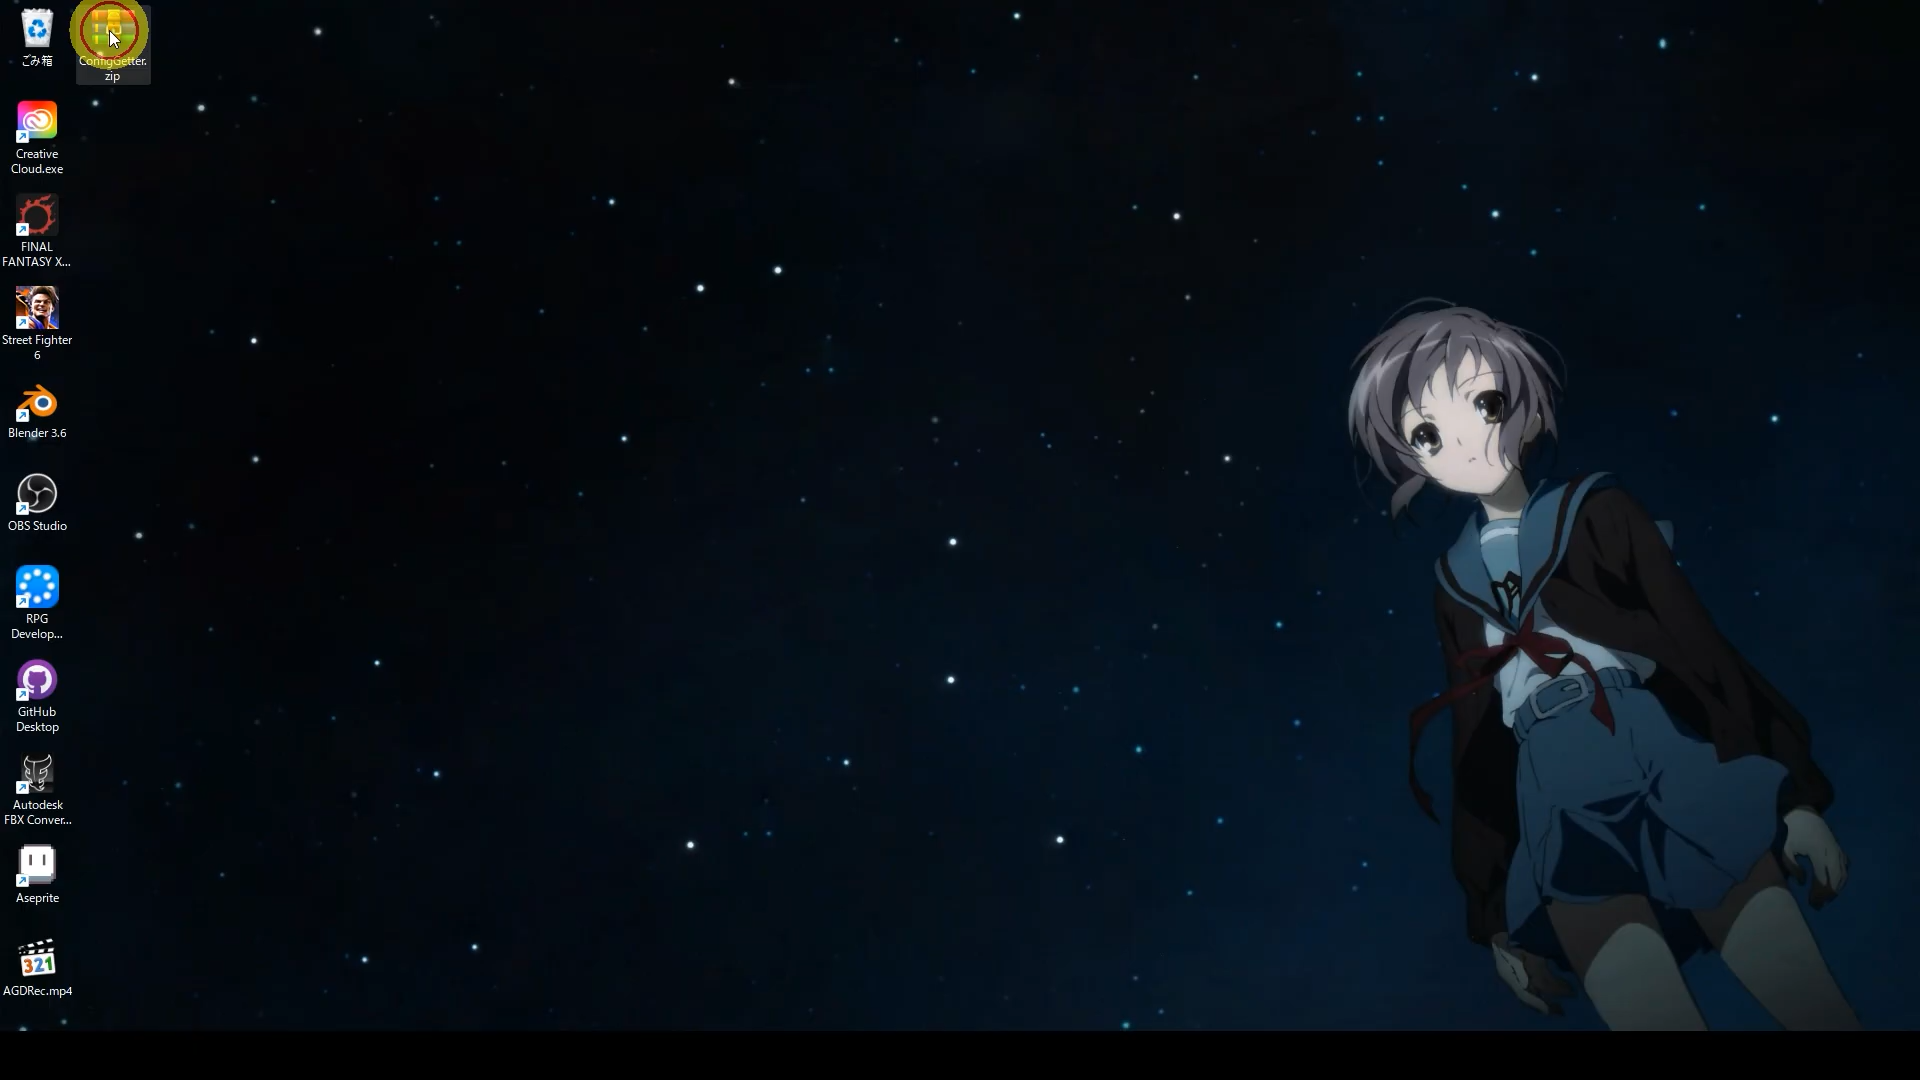 ごみ箱
ConfigGetter.
zip
Creative
Cloud.exe
FINAL
FANTASY X...
Street Fighter
6
Blender 3.6
OBS Studio
RPG
Develop...
GitHub
Desktop
Autodesk
FBX Conver...
Aseprite
321
AGDRec.mp4